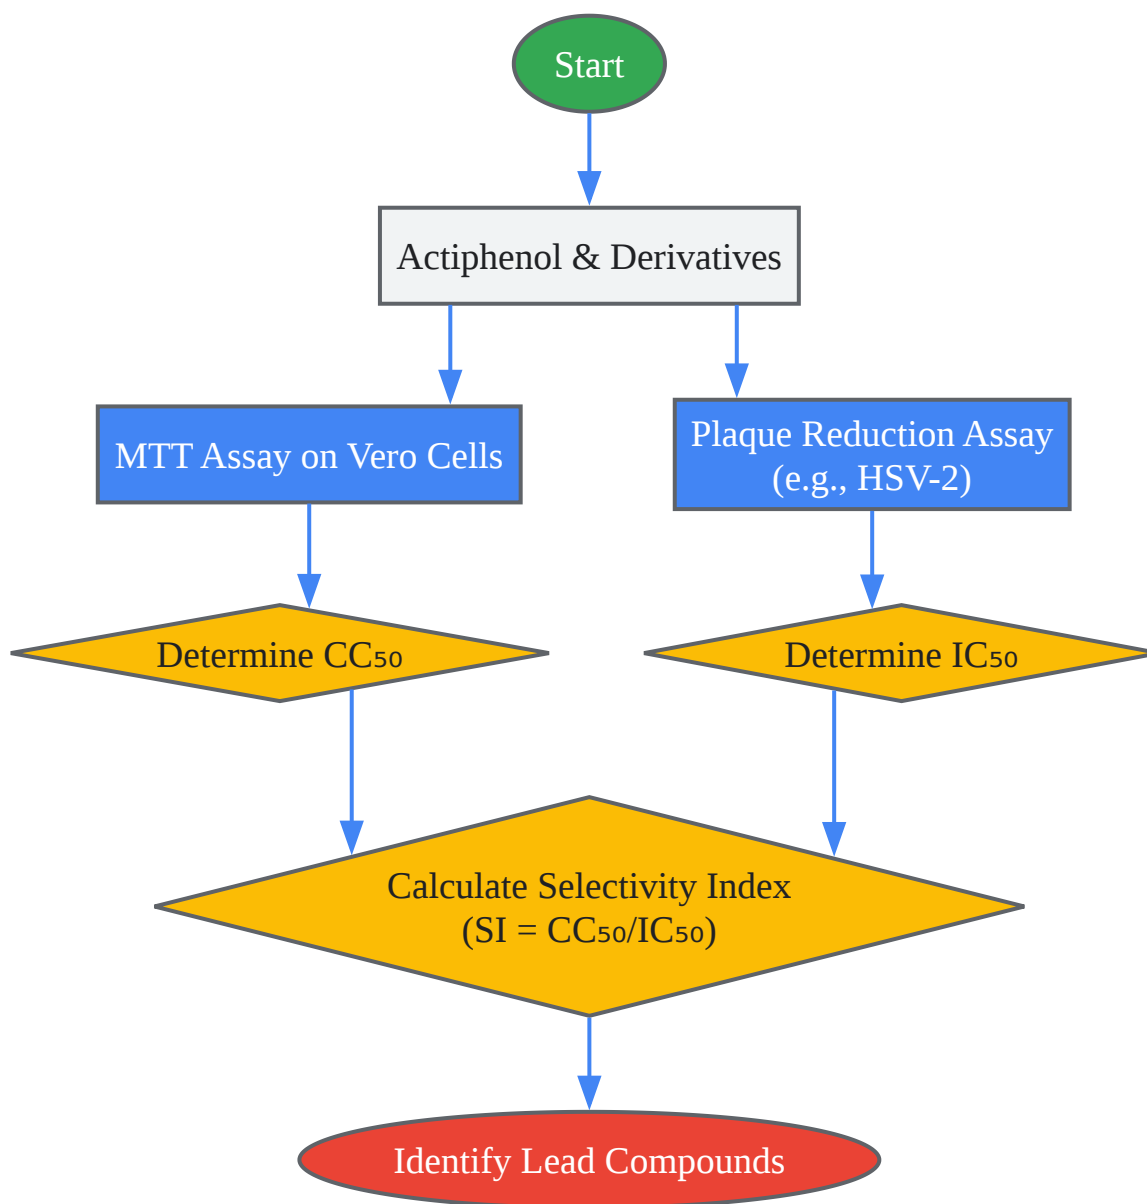 Start
Actiphenol & Derivatives
MTT Assay on Vero Cells
Plaque Reduction Assay
(e.g., HSV-2)
Determine CC₅₀
Determine IC₅₀
Calculate Selectivity Index
(SI = CC₅₀/IC₅₀)
Identify Lead Compounds